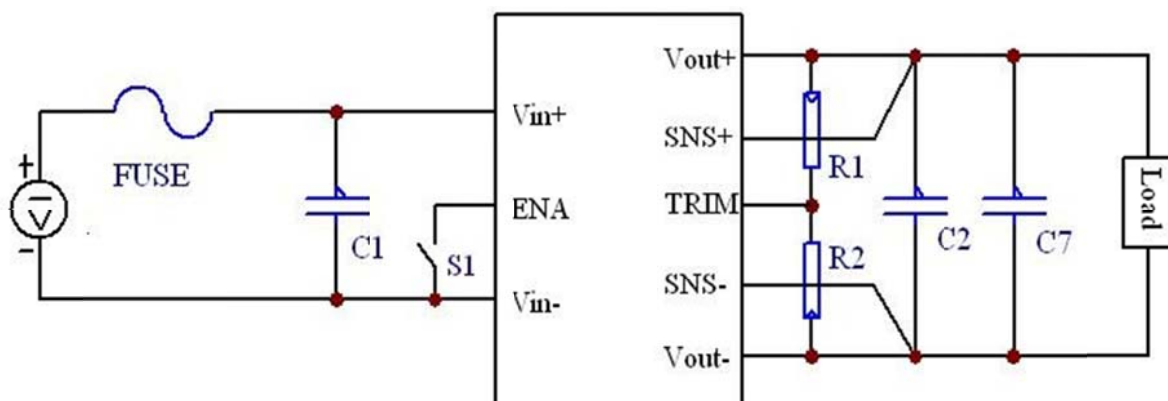 Vout+
Vin+
SNS+
+
FUSE
R1
Load
V
ENA
TRIM
C1
S1
C2
C7
-
R2
SNS-
Vin-
Vout-